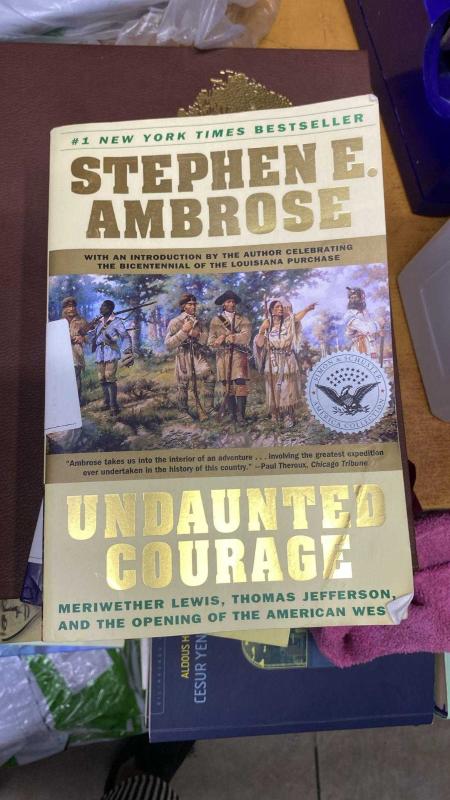 #1 NEW YORK TIMES BESTSELLER
STEPHEN E.
AMBROSE
WITH AN INTRODUCTION BY THE AUTHOR CELEBRATING
THE BICENTENNIAL OF THE LOUISIANA PURCHASE
SIMON & SCHUSTER
"Ambrose takes us into the interior of an adventure . . . involving the greatest expedition
ever undertaken in the history of this country." —Paul Theroux, Chicago Tribune
UNDAUNTED
COURAGE
MERIWETHER LEWIS, THOMAS JEFFERSON,
AND THE OPENING OF THE AMERICAN WES
ALDOUS H
CESUR YEN